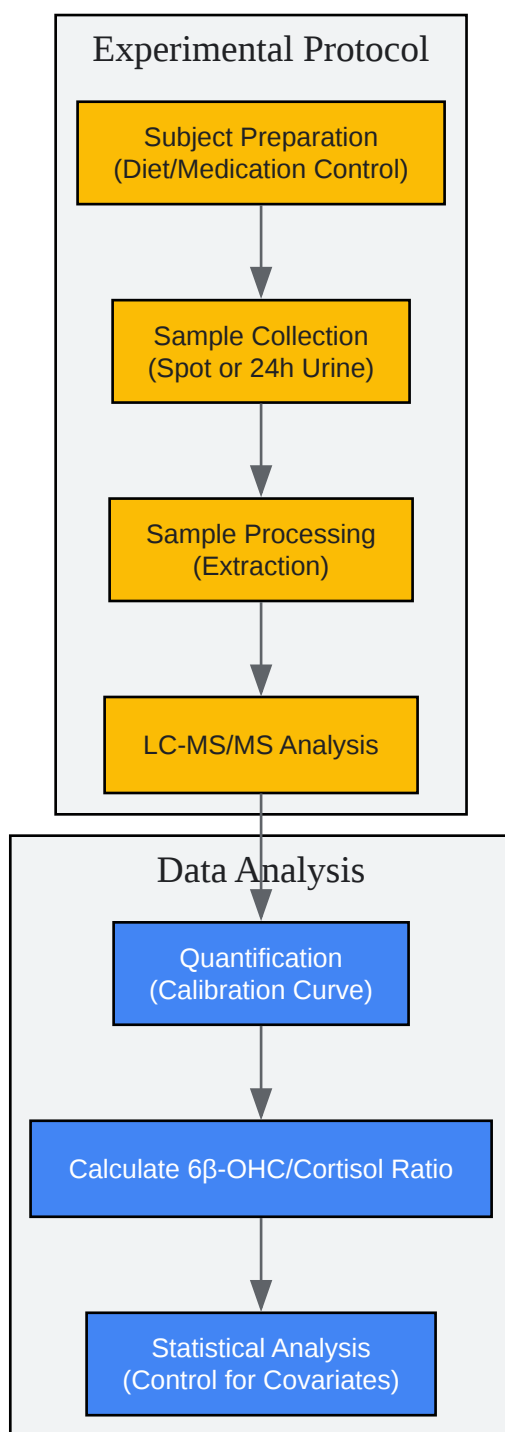 Experimental Protocol
Subject Preparation
(Diet/Medication Control)
Sample Collection
(Spot or 24h Urine)
Sample Processing
(Extraction)
LC-MS/MS Analysis
Data Analysis
Quantification
(Calibration Curve)
Calculate 6β-OHC/Cortisol Ratio
Statistical Analysis
(Control for Covariates)